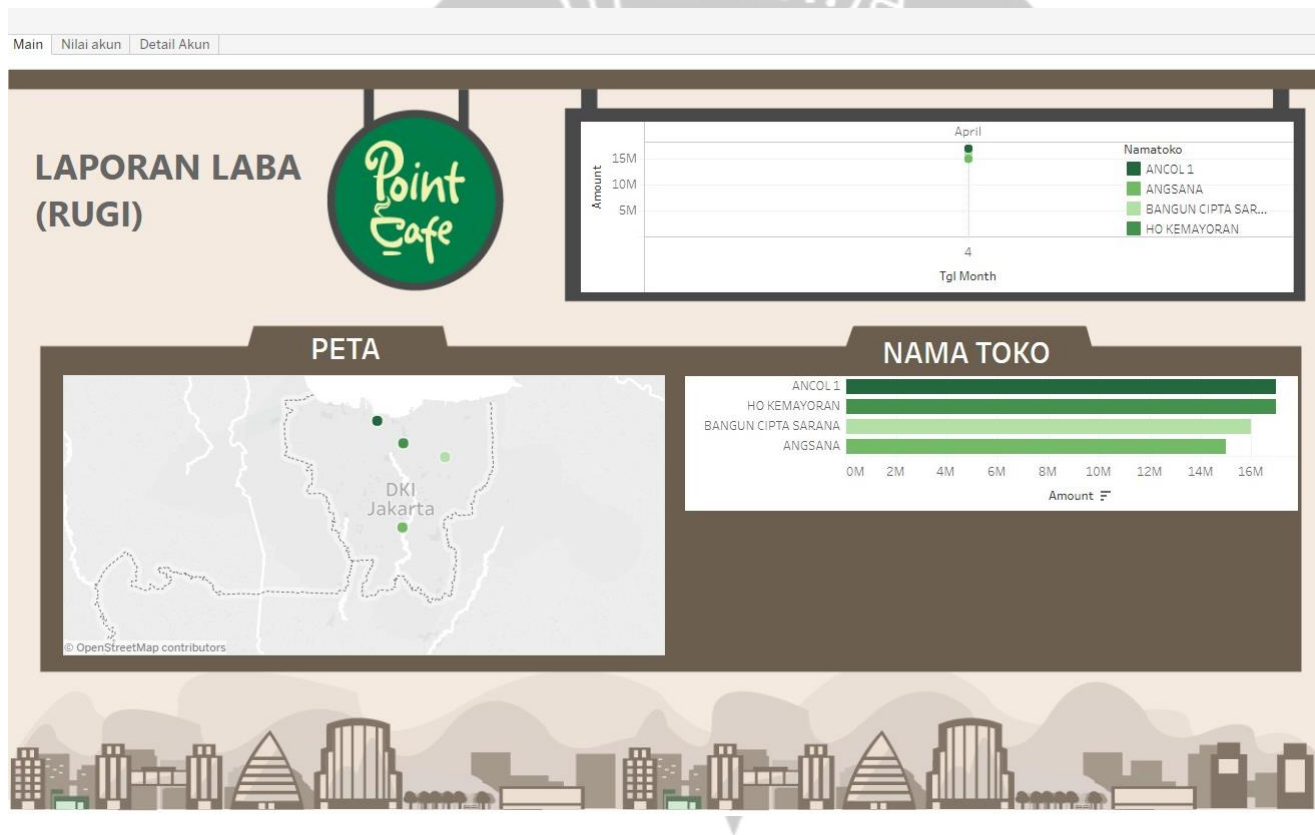 Main Nilai akun Detail Akun
LAPORAN LABA
(RUGI)
Point
Cafe
April
Amount
15M
10M
5M
4
Tgl Month
Namatoko
ANCOL 1
ANGSANA
BANGUN CIPTA SAR...
HO KEMAYORAN
PETA
DKI
Jakarta
© OpenStreetMap contributors
NAMA TOKO
ANCOL 1
HO KEMAYORAN
BANGUN CIPTA SARANA
ANGSANA
0M 2M 4M 6M 8M 10M 12M 14M 16M
Amount